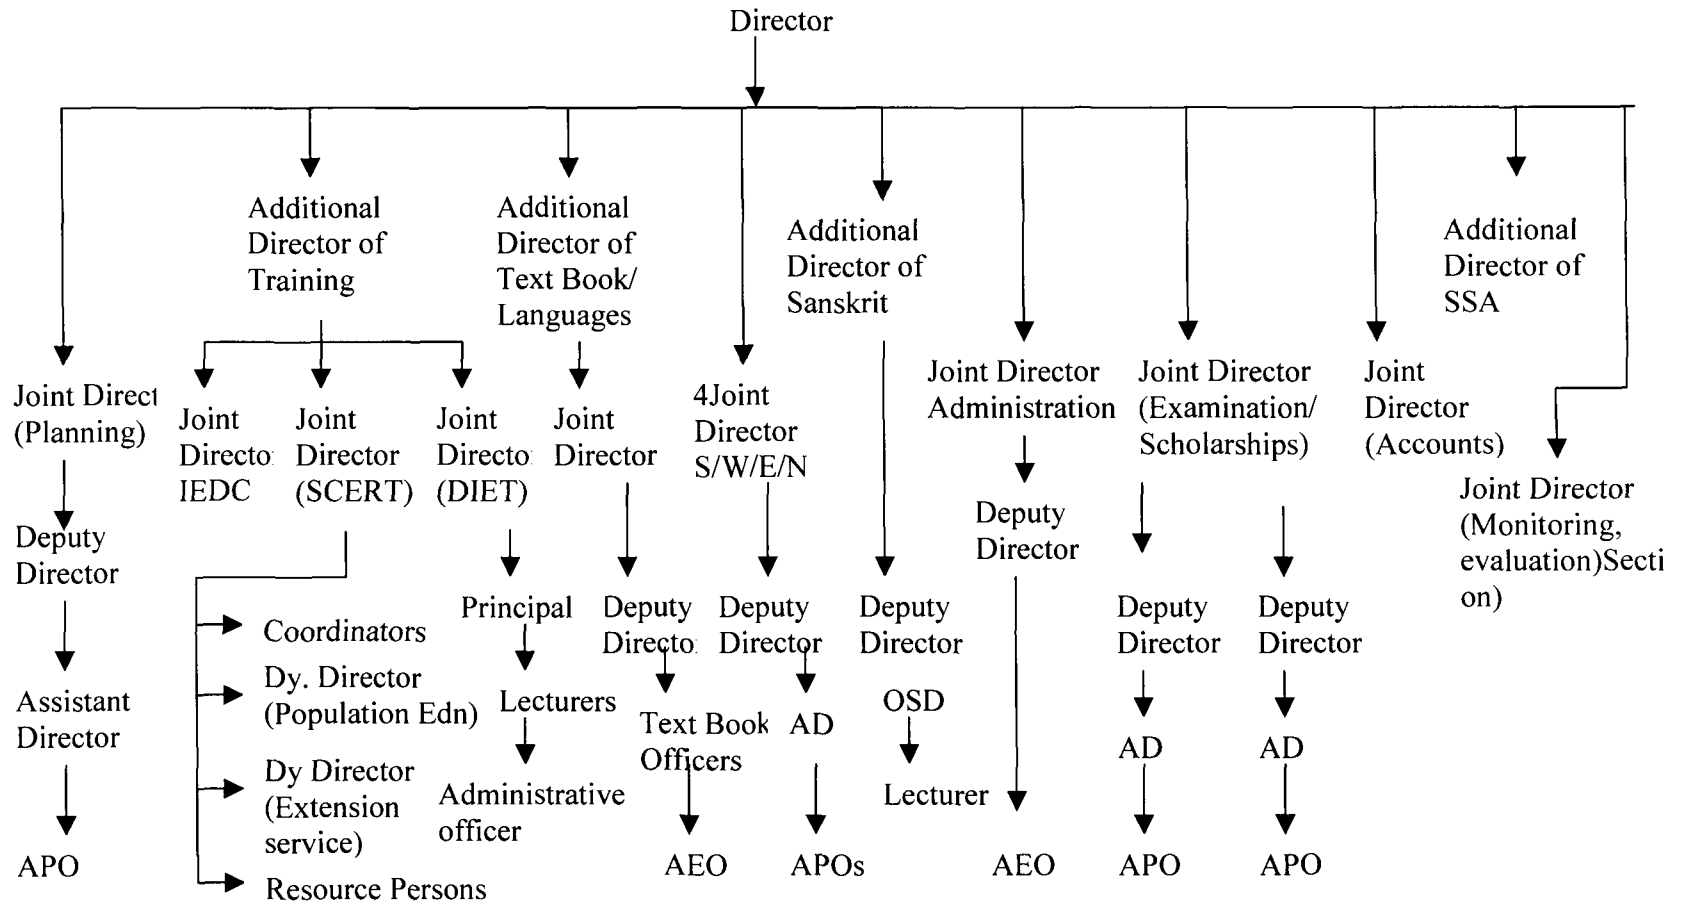 Director
Additional
Director of
Training
Additional
Director of
Text Book/
Languages
Additional
Director of
Sanskrit
Additional
Director of
SSA
Joint Direct
(Planning)
Joint
Directo
IEDC
Joint
Director
(SCERT)
Joint
Directo
(DIET)
Joint
Director
4Joint
Director
S/W/E/N
Joint Director
Administration
Joint Director
(Examination/
Scholarships)
Joint
Director
(Accounts)
Joint Director
(Monitoring,
evaluation)Secti
on)
Deputy
Director
Deputy
Director
Principal
Deputy
Directo
Deputy
Director
Deputy
Director
Deputy
Director
Deputy
Director
Coordinators
Dy. Director
(Population Edn)
Dy Director
(Extension
service)
Resource Persons
Assistant
Director
Lecturers
Text Book
Officers
AD
OSD
AD
AD
Administrative
officer
Lecturer
APO
AEO
APOs
AEO
APO
APO